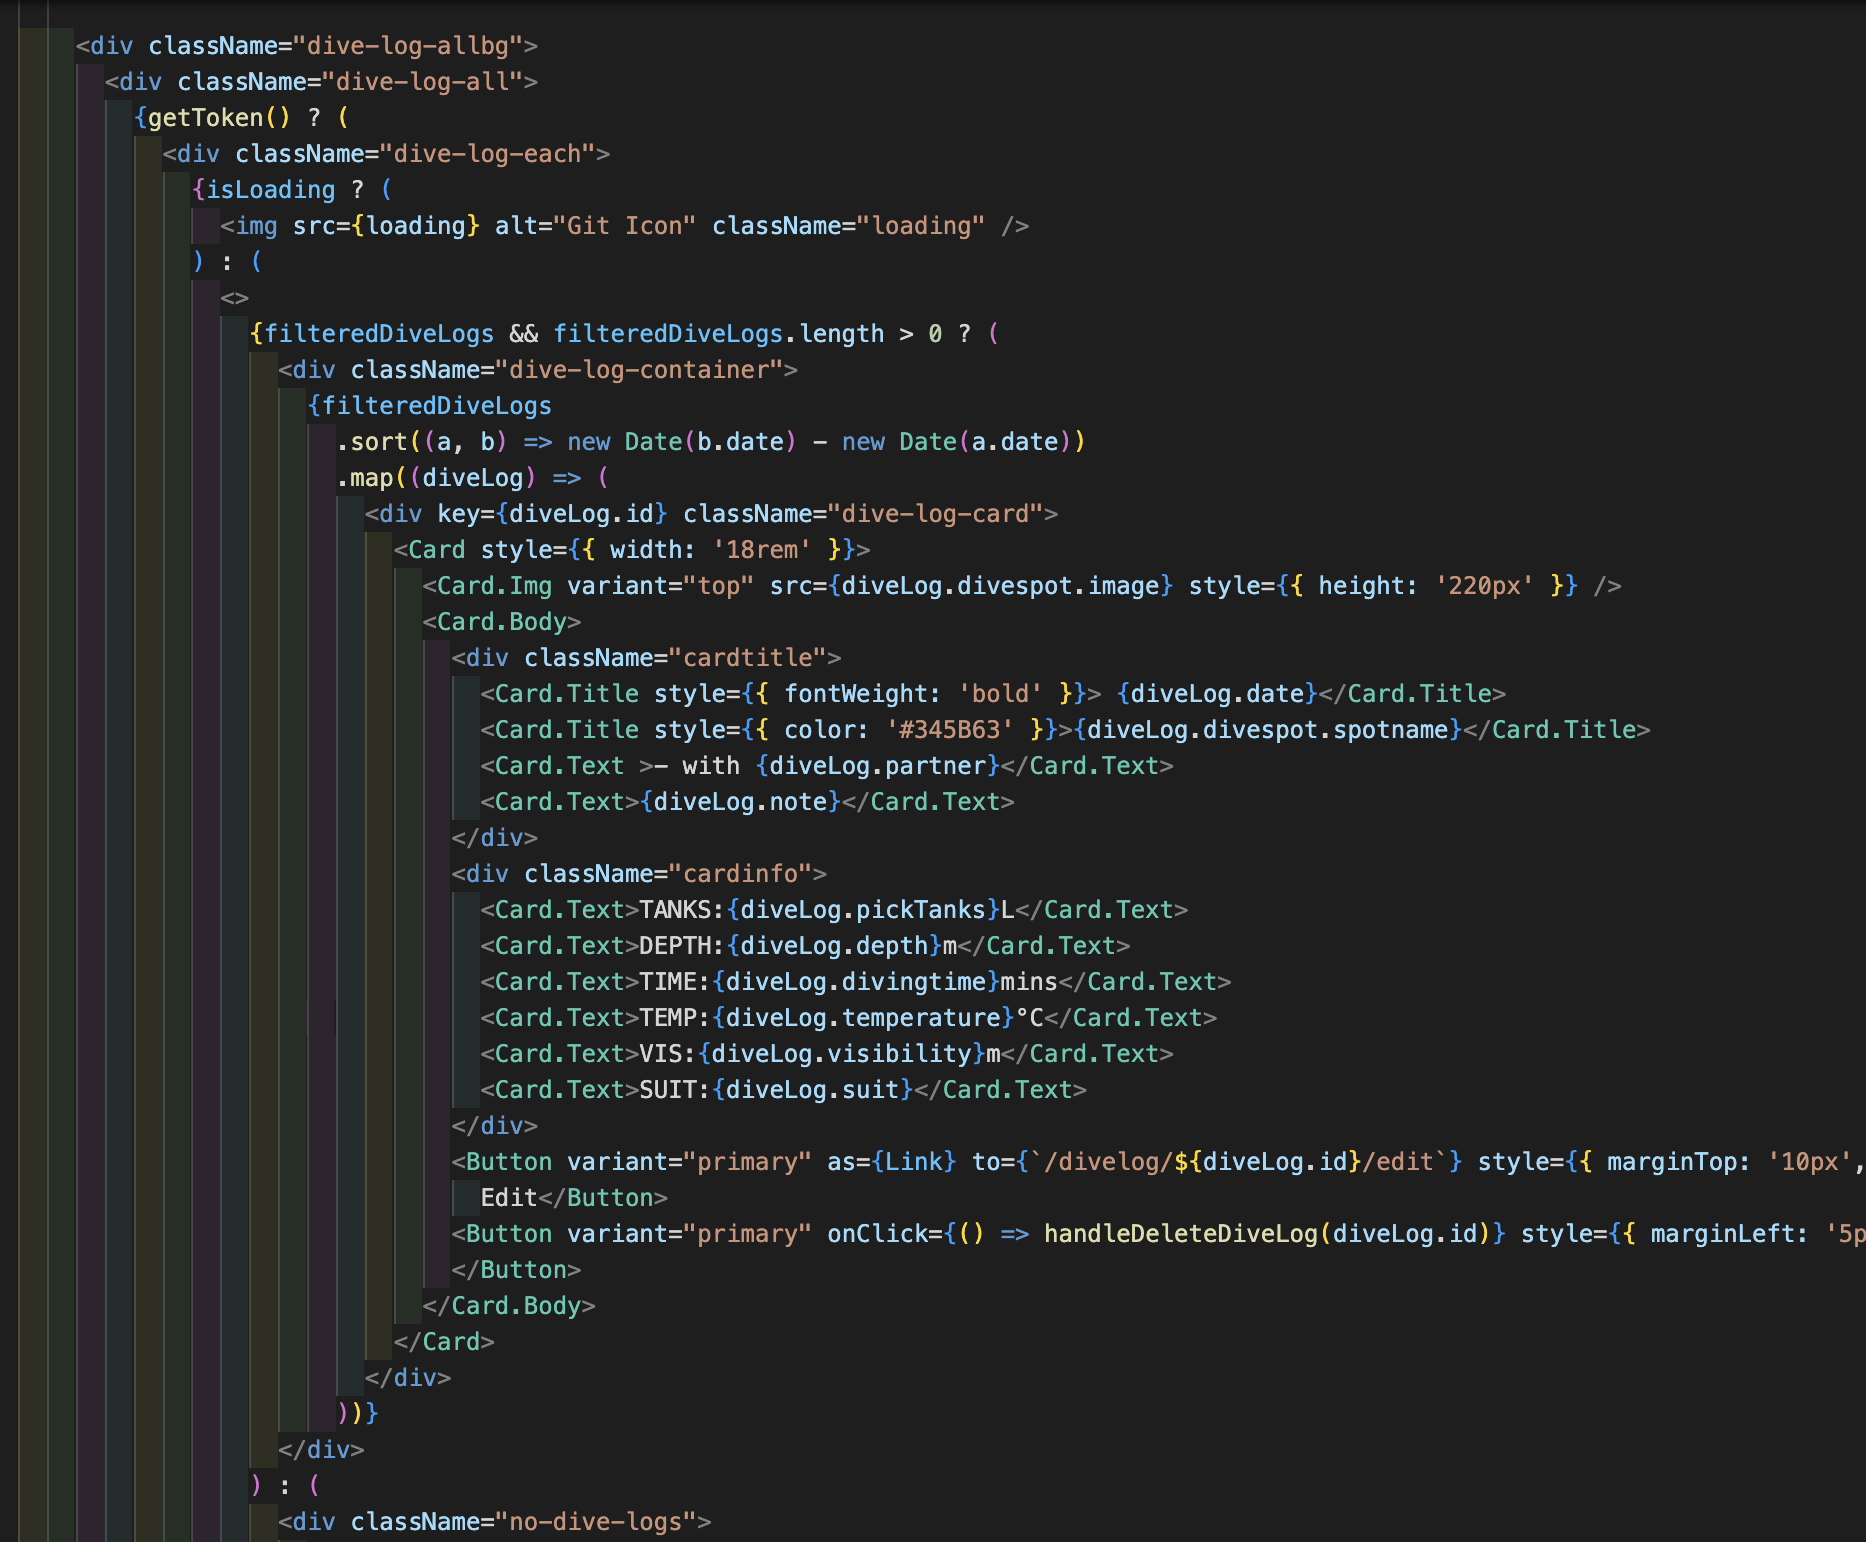 <div className="dive-log-allbg">
<div className="dive-log-all">
{getToken() ? (
<div className="dive-log-each">
{isLoading ? (
<img src={loading} alt="Git Icon" className="loading" />
) : (
<>
{filteredDiveLogs && filteredDiveLogs.length > 0 ? (
<div className="dive-log-container">
{filteredDiveLogs
.sort((a, b) => new Date(b.date) - new Date(a.date))
.map((diveLog) => (
<div key={diveLog.id} className="dive-log-card">
<Card style={{ width: '18rem' }}>
<Card.Img variant="top" src={diveLog.divespot.image} style={{ height: '220px' }} />
<Card.Body>
<div className="cardtitle">
<Card.Title style={{ fontWeight: 'bold' }}> {diveLog.date}</Card.Title>
<Card.Title style={{ color: '#345B63' }}>{diveLog.divespot.spotname}</Card.Title>
<Card.Text >- with {diveLog.partner}</Card.Text>
<Card.Text>{diveLog.note}</Card.Text>
</div>
<div className="cardinfo">
<Card.Text>TANKS:{diveLog.pickTanks}L</Card.Text>
<Card.Text>DEPTH:{diveLog.depth}m</Card.Text>
<Card.Text>TIME:{diveLog.divingtime}mins</Card.Text>
<Card.Text>TEMP:{diveLog.temperature}°C</Card.Text>
<Card.Text>VIS:{diveLog.visibility}m</Card.Text>
<Card.Text>SUIT:{diveLog.suit}</Card.Text>
</div>
<Button variant="primary" as={Link} to={`/divelog/${diveLog.id}/edit`} style={{ marginTop: '10px',
Edit</Button>
<Button variant="primary" onClick={() => handleDeleteDiveLog(diveLog.id)} style={{ marginLeft: '5p
</Button>
</Card.Body>
</Card>
</div>
))}
</div>
) : (
<div className="no-dive-logs">